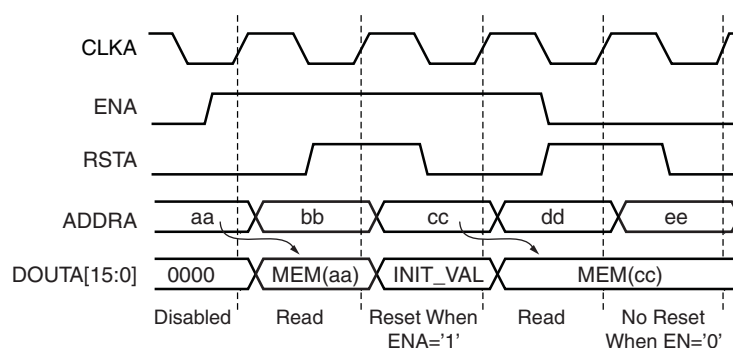 CLKA
ENA
RSTA
ADDRA aa bb cc dd ee
DOUTA[15:0] 0000 MEM(aa) INIT_VAL MEM(cc)
Disabled Read Reset When Read No Reset
ENA='1' When EN='0'